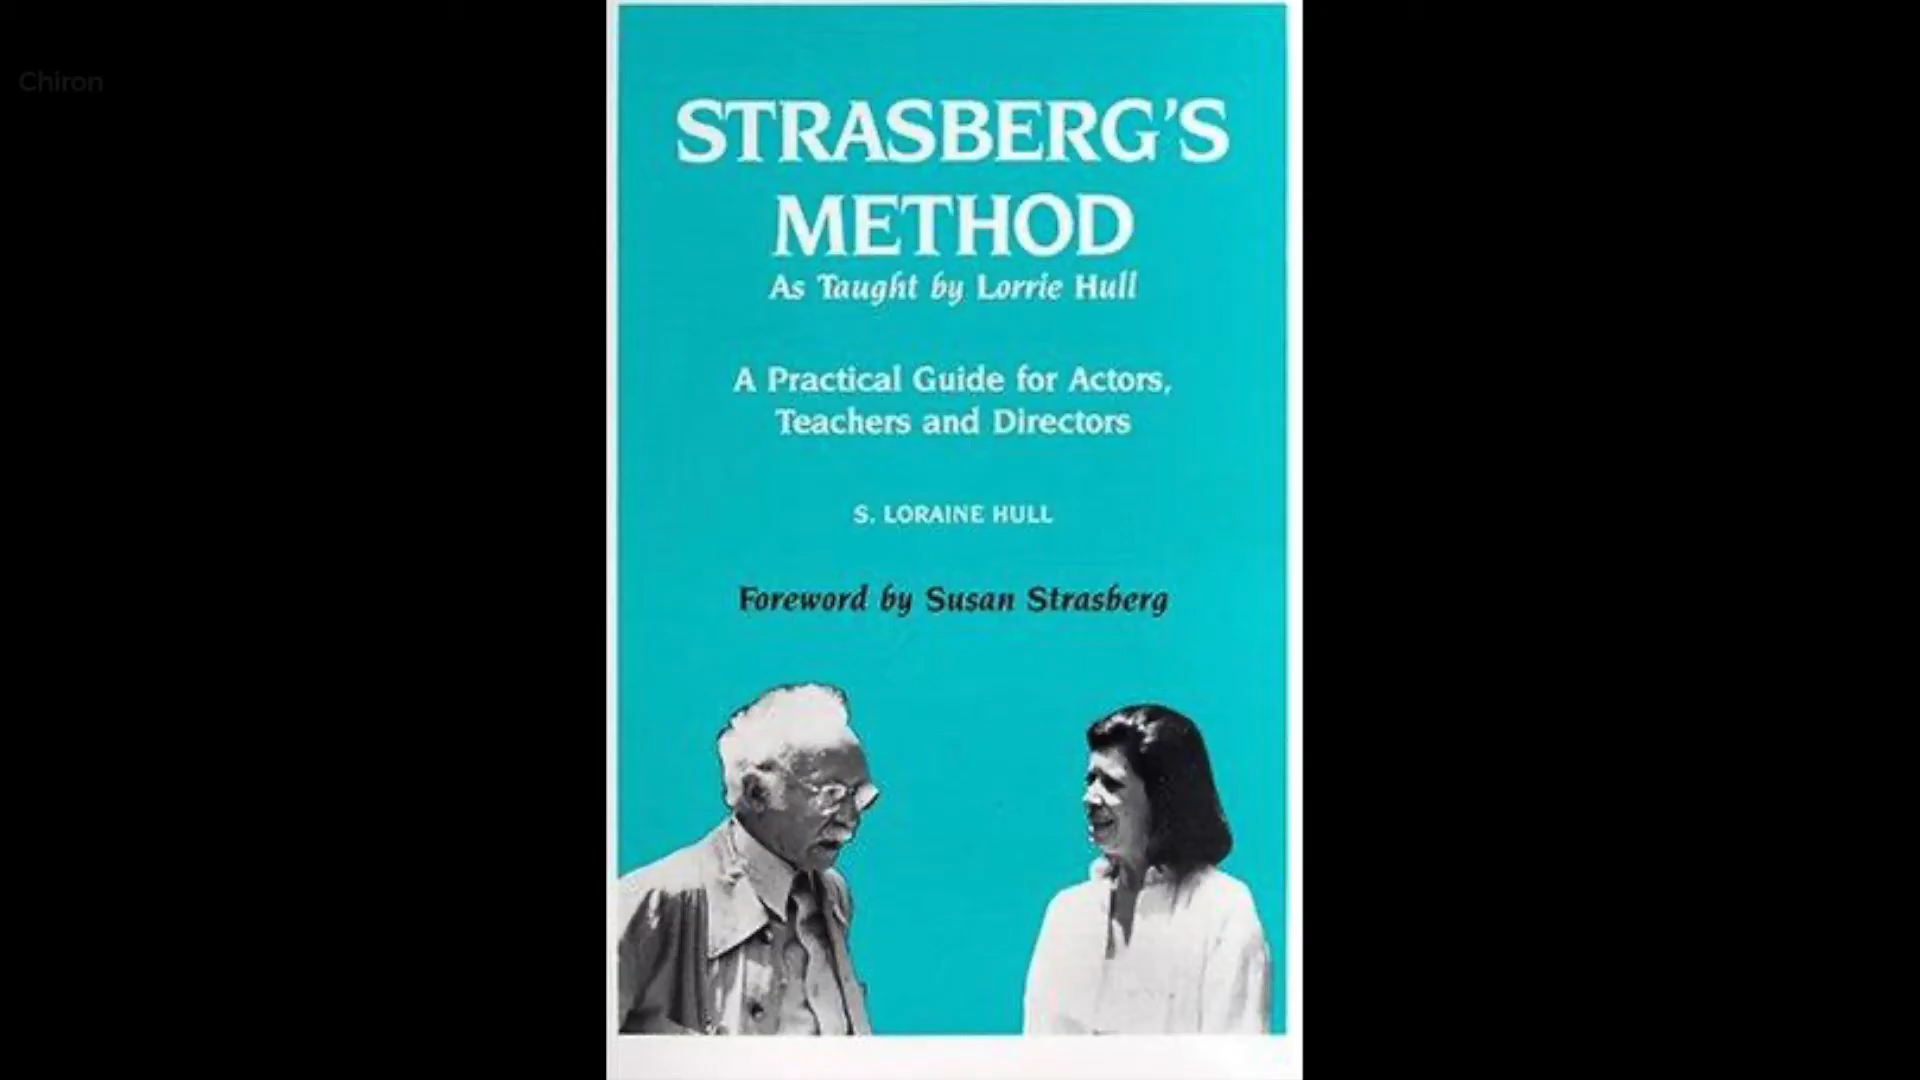 Chiron
STRASBERG'S
METHOD
As Taught by Lorrie Hull
A Practical Guide for Actors,
Teachers and Directors
S. LORAINE HULL
Foreword by Susan Strasberg